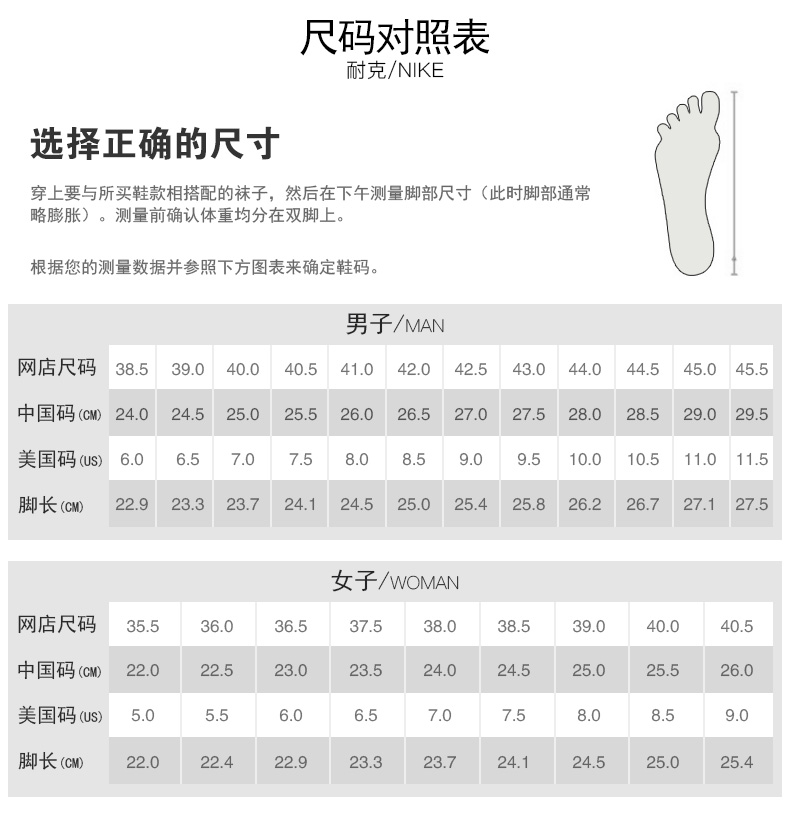 尺码对照表
耐克/NIKE
选择正确的尺寸
穿上要与所买鞋款相搭配的袜子，然后在下午测量脚部尺寸（此时脚部通常
略膨胀）。测量前确认体重均分在双脚上。
根据您的测量数据并参照下方图表来确定鞋码。
男子/MAN
网店尺码 38.5 39.0 40.0 40.5 41.0 42.0 42.5 43.0 44.0 44.5 45.0 45.5
中国码(CM) 24.0 24.5 25.0 25.5 26.0 26.5 27.0 27.5 28.0 28.5 29.0 29.5
美国码(US) 6.0 6.5 7.0 7.5 8.0 8.5 9.0 9.5 10.0 10.5 11.0 11.5
脚长(CM) 22.9 23.3 23.7 24.1 24.5 25.0 25.4 25.8 26.2 26.7 27.1 27.5
女子/WOMAN
网店尺码 35.5 36.0 36.5 37.5 38.0 38.5 39.0 40.0 40.5
中国码(CM) 22.0 22.5 23.0 23.5 24.0 24.5 25.0 25.5 26.0
美国码(US) 5.0 5.5 6.0 6.5 7.0 7.5 8.0 8.5 9.0
脚长(CM) 22.0 22.4 22.9 23.3 23.7 24.1 24.5 25.0 25.4